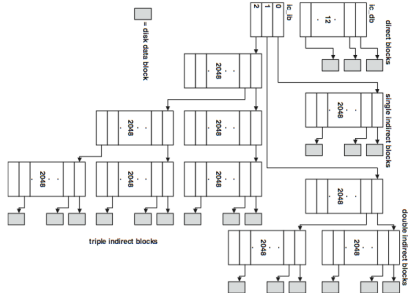 ic_db
12
direct blocks
ic_ib
0
1
2
= disk data
block
2048
single indirect blocks
2048
2048
2048
2048
2048
2048
2048
2048
2048
2048
double indirect blocks
triple indirect blocks